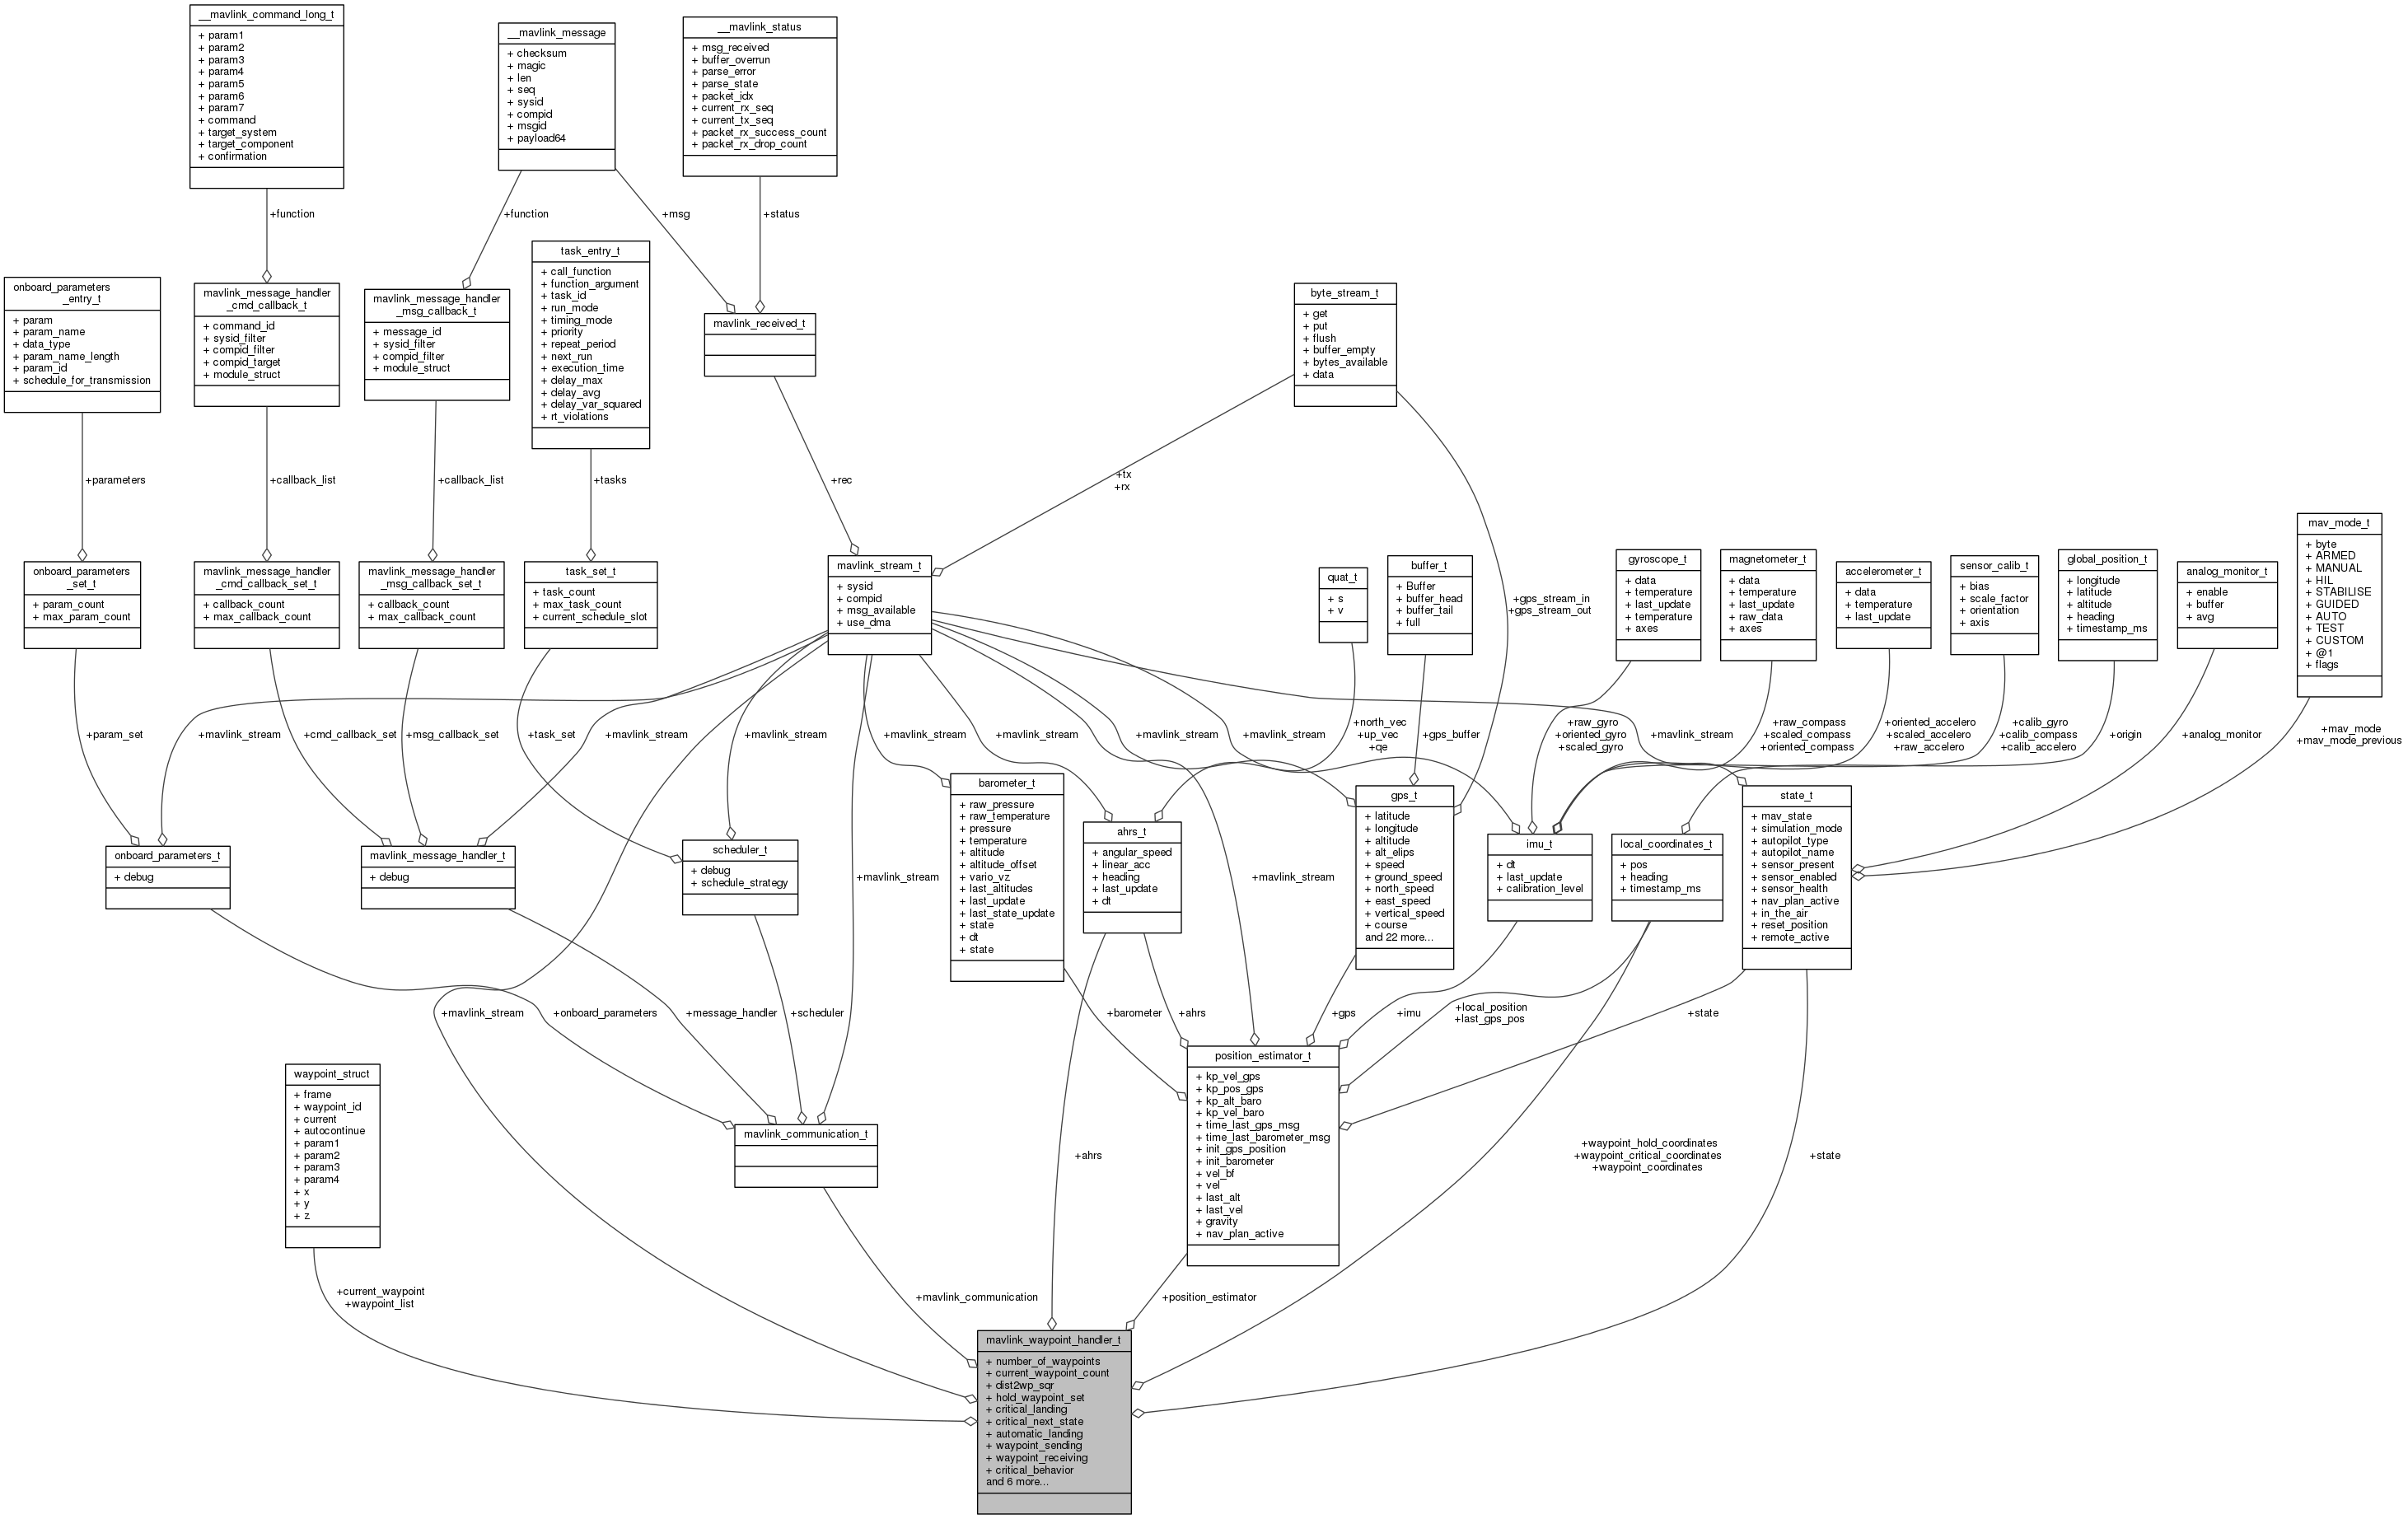 __mavlink_command_long_t
+ param1
+ param2
+ param3
+ param4
+ param5
+ param6
+ param7
+ command
+ target_system
+ target_component
+ confirmation
__mavlink_message
+ checksum
+ magic
+ len
+ seq
+ sysid
+ compid
+ msgid
+ payload64
__mavlink_status
+ msg_received
+ buffer_overrun
+ parse_error
+ parse_state
+ packet_idx
+ current_rx_seq
+ current_tx_seq
+ packet_rx_success_count
+ packet_rx_drop_count
+function
+function
+msg
+status
onboard_parameters
_entry_t
+ param
+ param_name
+ data_type
+ param_name_length
+ param_id
+ schedule_for_transmission
mavlink_message_handler
_cmd_callback_t
+ command_id
+ sysid_filter
+ compid_filter
+ compid_target
+ module_struct
mavlink_message_handler
_msg_callback_t
+ message_id
+ sysid_filter
+ compid_filter
+ module_struct
task_entry_t
+ call_function
+ function_argument
+ task_id
+ run_mode
+ timing_mode
+ priority
+ repeat_period
+ next_run
+ execution_time
+ delay_max
+ delay_avg
+ delay_var_squared
+ rt_violations
mavlink_received_t
byte_stream_t
+ get
+ put
+ flush
+ buffer_empty
+ bytes_available
+ data
+parameters
+callback_list
+callback_list
+tasks
+rec
+tx
+rx
+gps_stream_in
+gps_stream_out
onboard_parameters
_set_t
+ param_count
+ max_param_count
mavlink_message_handler
_cmd_callback_set_t
+ callback_count
+ max_callback_count
mavlink_message_handler
_msg_callback_set_t
+ callback_count
+ max_callback_count
task_set_t
+ task_count
+ max_task_count
+ current_schedule_slot
mavlink_stream_t
+ sysid
+ compid
+ msg_available
+ use_dma
quat_t
+ s
+ v
buffer_t
+ Buffer
+ buffer_head
+ buffer_tail
+ full
gyroscope_t
+ data
+ temperature
+ last_update
+ temperature
+ axes
magnetometer_t
+ data
+ temperature
+ last_update
+ raw_data
+ axes
accelerometer_t
+ data
+ temperature
+ last_update
sensor_calib_t
+ bias
+ scale_factor
+ orientation
+ axis
global_position_t
+ longitude
+ latitude
+ altitude
+ heading
+ timestamp_ms
analog_monitor_t
+ enable
+ buffer
+ avg
mav_mode_t
+ byte
+ ARMED
+ MANUAL
+ HIL
+ STABILISE
+ GUIDED
+ AUTO
+ TEST
+ CUSTOM
+ @1
+ flags
+param_set
+mavlink_stream
+cmd_callback_set
+msg_callback_set
+mavlink_stream
+task_set
+mavlink_stream
+mavlink_stream
+mavlink_stream
+mavlink_stream
+mavlink_stream
+north_vec
+up_vec
+qe
+gps_buffer
+raw_gyro
+oriented_gyro
+scaled_gyro
+mavlink_stream
+raw_compass
+scaled_compass
+oriented_compass
+oriented_accelero
+scaled_accelero
+raw_accelero
+calib_gyro
+calib_compass
+calib_accelero
+origin
+analog_monitor
+mav_mode
+mav_mode_previous
onboard_parameters_t
+ debug
mavlink_message_handler_t
+ debug
scheduler_t
+ debug
+ schedule_strategy
+mavlink_stream
barometer_t
+ raw_pressure
+ raw_temperature
+ pressure
+ temperature
+ altitude
+ altitude_offset
+ vario_vz
+ last_altitudes
+ last_update
+ last_state_update
+ state
+ dt
+ state
ahrs_t
+ angular_speed
+ linear_acc
+ heading
+ last_update
+ dt
+mavlink_stream
gps_t
+ latitude
+ longitude
+ altitude
+ alt_elips
+ speed
+ ground_speed
+ north_speed
+ east_speed
+ vertical_speed
+ course
and 22 more...
imu_t
+ dt
+ last_update
+ calibration_level
local_coordinates_t
+ pos
+ heading
+ timestamp_ms
state_t
+ mav_state
+ simulation_mode
+ autopilot_type
+ autopilot_name
+ sensor_present
+ sensor_enabled
+ sensor_health
+ nav_plan_active
+ in_the_air
+ reset_position
+ remote_active
+mavlink_stream
+onboard_parameters
+message_handler
+scheduler
+barometer
+ahrs
+gps
+imu
+local_position
+last_gps_pos
+state
waypoint_struct
+ frame
+ waypoint_id
+ current
+ autocontinue
+ param1
+ param2
+ param3
+ param4
+ x
+ y
+ z
mavlink_communication_t
+ahrs
position_estimator_t
+ kp_vel_gps
+ kp_pos_gps
+ kp_alt_baro
+ kp_vel_baro
+ time_last_gps_msg
+ time_last_barometer_msg
+ init_gps_position
+ init_barometer
+ vel_bf
+ vel
+ last_alt
+ last_vel
+ gravity
+ nav_plan_active
+waypoint_hold_coordinates
+waypoint_critical_coordinates
+waypoint_coordinates
+state
+current_waypoint
+waypoint_list
+mavlink_communication
+position_estimator
mavlink_waypoint_handler_t
+ number_of_waypoints
+ current_waypoint_count
+ dist2wp_sqr
+ hold_waypoint_set
+ critical_landing
+ critical_next_state
+ automatic_landing
+ waypoint_sending
+ waypoint_receiving
+ critical_behavior
and 6 more...